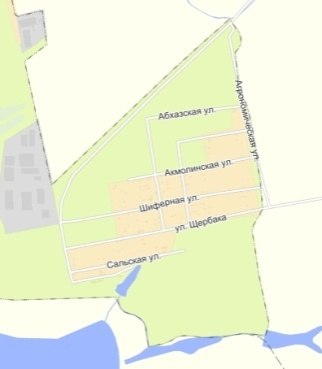 Абхазская ул.
Агрономическая ул.
Акмолинская ул.
Шиферная ул.
ул. Щербака
Сальская ул.